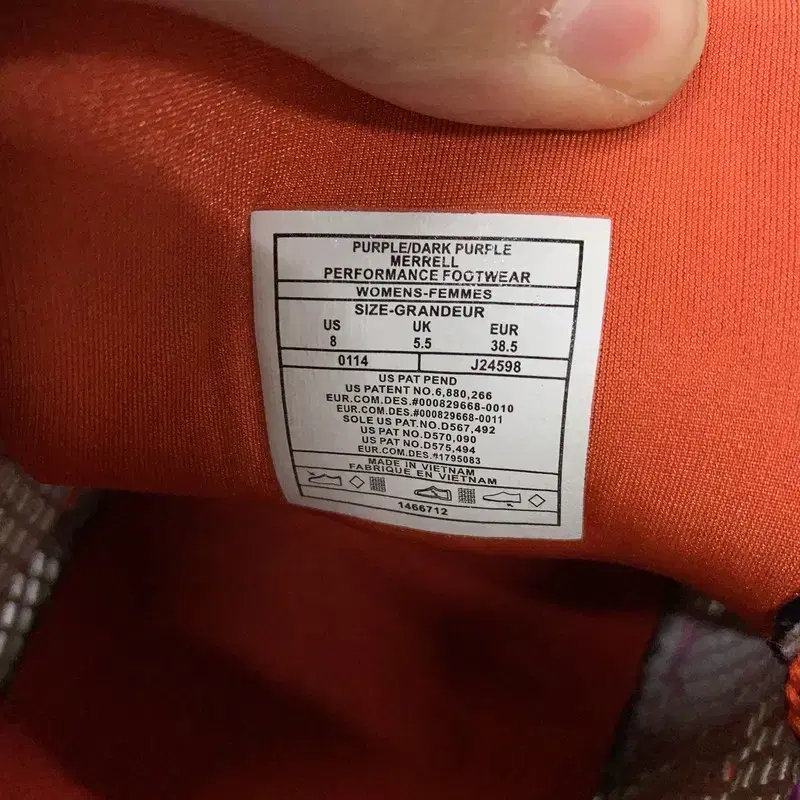 PURPLE/DARK PURPLE
MERRELL
PERFORMANCE FOOTWEAR
WOMENS-FEMMES
SIZE-GRANDEUR
US UK EUR
8 5.5 38.5
0114 J24598
US PAT PEND
US PATENT NO.6,880,266
EUR.COM.DES.#000829668-0010
EUR.COM.DES.#000829668-0011
SOLE US PAT.NO.D567,492
US PAT NO.D570,090
US PAT NO.D575,494
EUR.COM.DES.#1795083
MADE IN VIETNAM
FABRIQUE EN VIETNAM
1466712